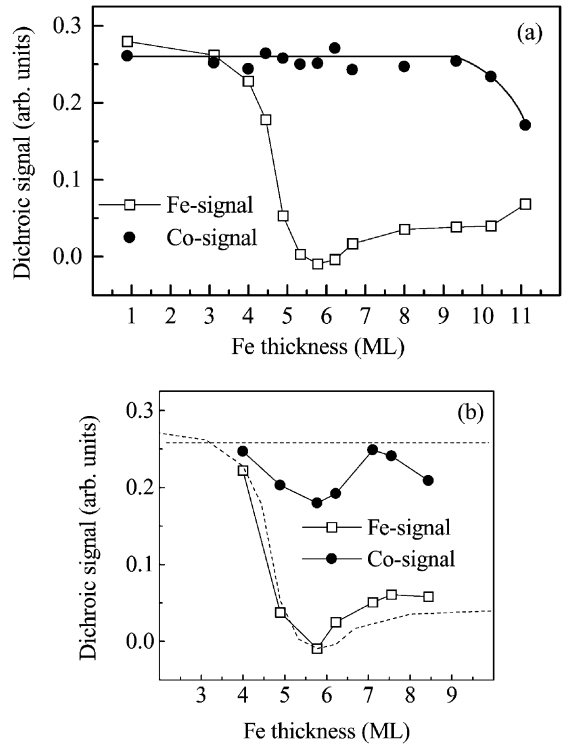 (a)
0.3
0.2
0.1
0.0
Dichroic signal (arb. units)
Fe-signal
Co-signal
1 2 3 4 5 6 7 8 9 10 11
Fe thickness (ML)
(b)
0.3
0.2
0.1
0.0
Dichroic signal (arb. units)
Fe-signal
Co-signal
3 4 5 6 7 8 9
Fe thickness (ML)